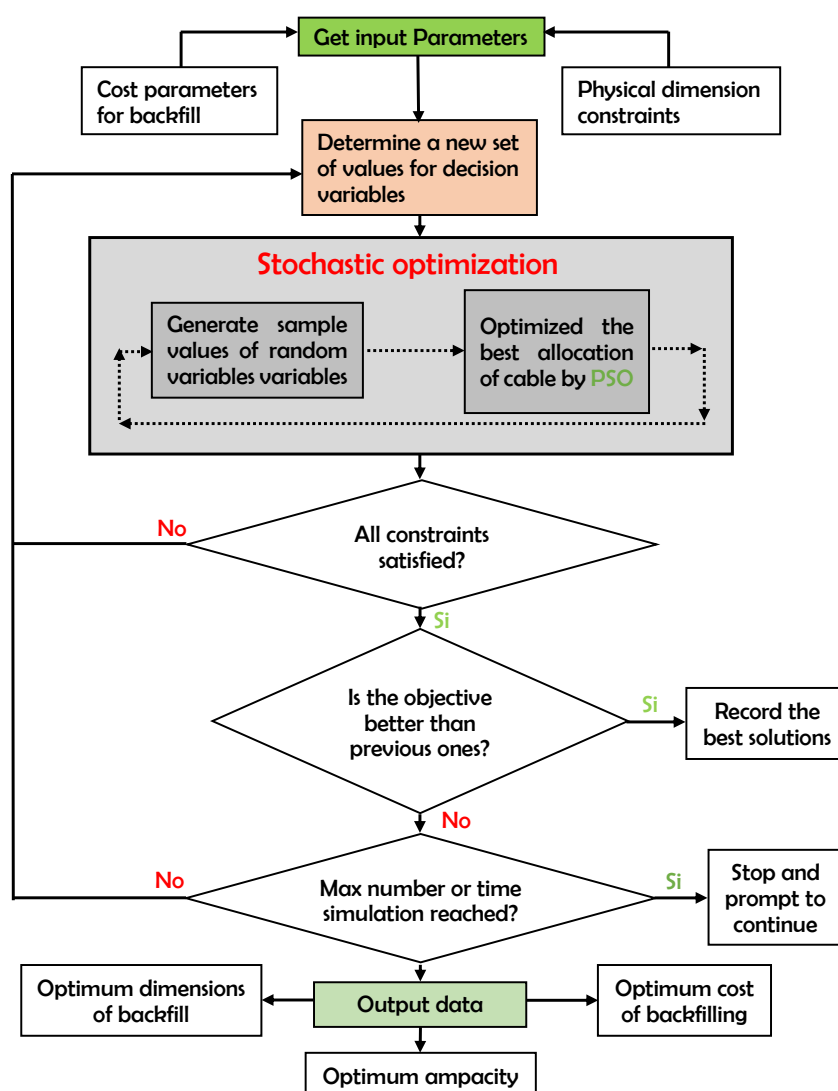 Get input Parameters
Cost parameters
for backfill
Physical dimension
constraints
Determine a new set
of values for decision
variables
Stochastic optimization
Generate sample
values of random
variables variables
Optimized the
best allocation
of cable by PSO
No
All constraints
satisfied?
Si
Is the objective
better than
previous ones?
Si
Record the
best solutions
No
No
Max number or time
simulation reached?
Si
Stop and
prompt to
continue
Optimum dimensions
of backfill
Output data
Optimum cost
of backfilling
Optimum ampacity